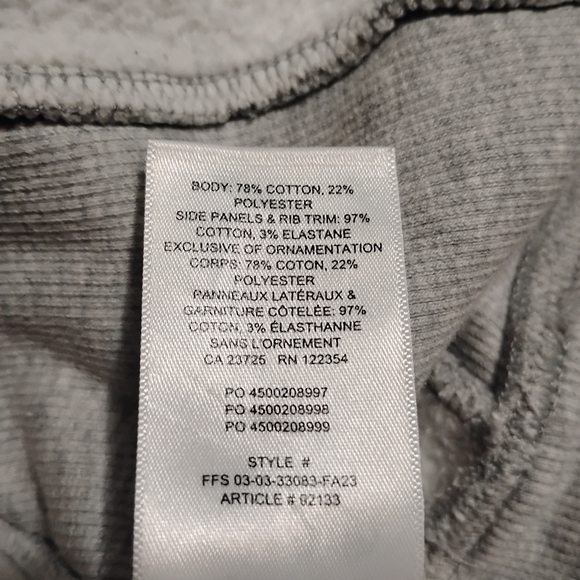 BODY: 78% COTTON, 22%
POLYESTER
SIDE PANELS & RIB TRIM: 97%
COTTON, 3% ELASTANE
EXCLUSIVE OF ORNAMENTATION
CORPS: 78% COTON, 22%
POLYESTER
PANNEAUX LATÉRAUX &
GARNITURE CÔTELÉE: 97%
COTON, 3% ÉLASTHANNE
SANS L'ORNEMENT
CA 23725 RN 122354
PO 4500208997
PO 4500208998
PO 4500208999
STYLE #
FFS 03-03-33083-FA23
ARTICLE # 92133